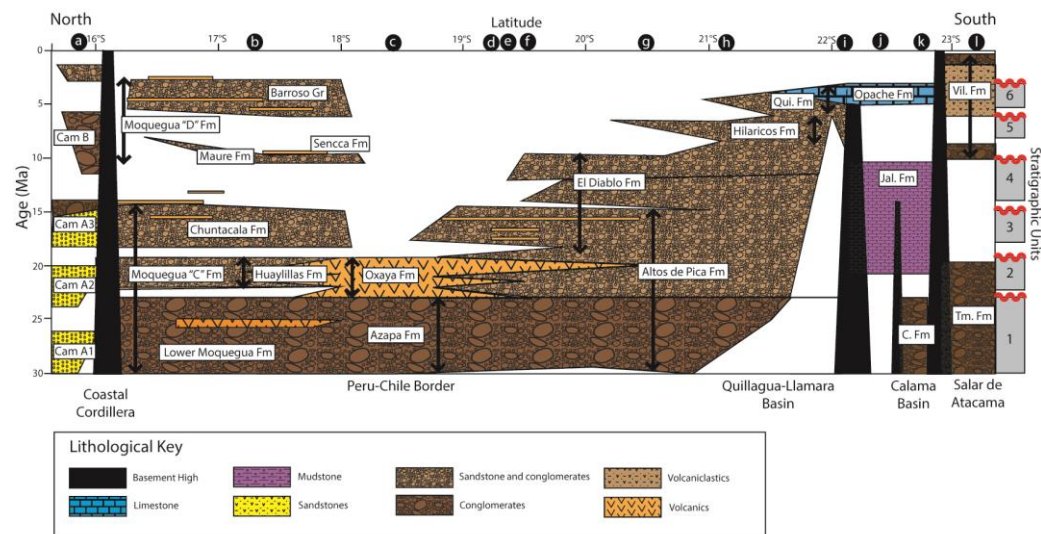 North
Latitude
South
16°S
17°S
18°S
19°S
20°S
21°S
22°S
23°S
a
b
c
d
e
f
g
h
i
j
k
l
Age (Ma)
0
5
10
15
20
25
30
Cam B
Cam A3
Cam A2
Cam A1
Barroso Gr
Moquegua "D" Fm
Sencca Fm
Maure Fm
Chuntacala Fm
Moquegua "C" Fm
Huaylillas Fm
Oxaya Fm
Lower Moquegua Fm
Azapa Fm
El Diablo Fm
Altos de Pica Fm
Qui. Fm
Hilaricos Fm
Opache Fm
Jal. Fm
C. Fm
Vil. Fm
Tm. Fm
6
5
4
3
2
1
Stratigraphic Units
Coastal
Cordillera
Peru-Chile Border
Quillagua-Llamara
Basin
Calama
Basin
Salar de
Atacama
Lithological Key
Basement High
Mudstone
Sandstone and conglomerates
Volcaniclastics
Limestone
Sandstones
Conglomerates
Volcanics